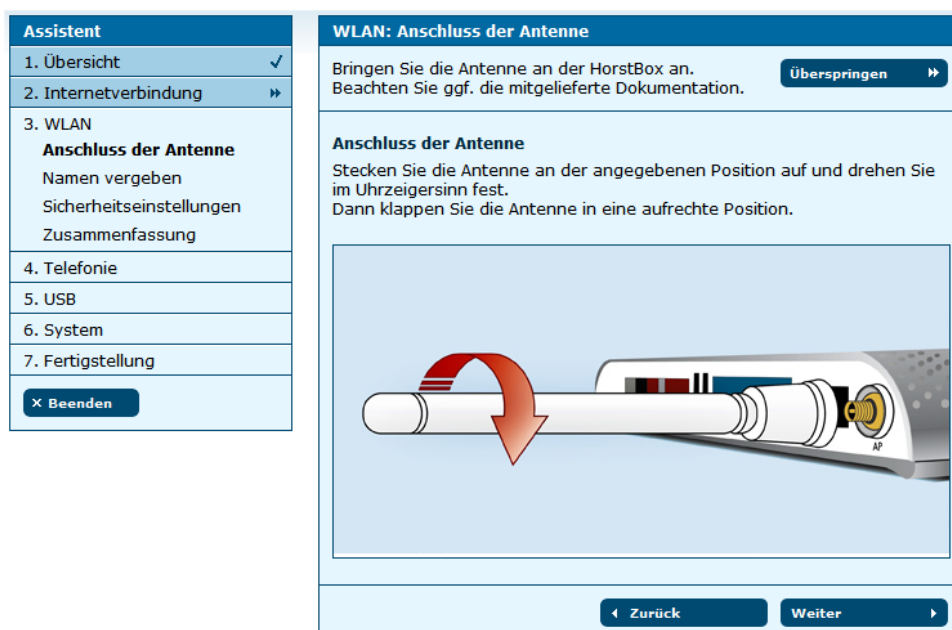 Assistent
1. Übersicht
2. Internetverbindung
3. WLAN
Anschluss der Antenne
Namen vergeben
Sicherheitseinstellungen
Zusammenfassung
4. Telefonie
5. USB
6. System
7. Fertigstellung
× Beenden
WLAN: Anschluss der Antenne
Bringen Sie die Antenne an der HorstBox an.
Beachten Sie ggf. die mitgelieferte Dokumentation.
Überspringen
Anschluss der Antenne
Stecken Sie die Antenne an der angegebenen Position auf und drehen Sie
im Uhrzeigersinn fest.
Dann klappen Sie die Antenne in eine aufrechte Position.
AP
Zurück
Weiter